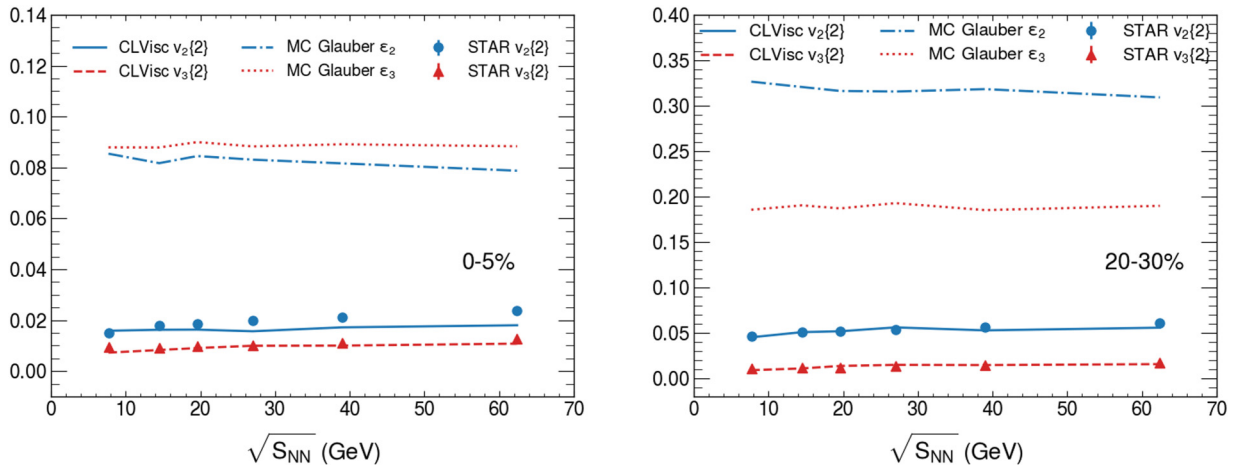 CLVisc v₂{2} MC Glauber ε₂ STAR v₂{2}
CLVisc v₃{2} MC Glauber ε₃ STAR v₃{2}
0.14
0.12
0.10
0.08
0.06
0.04
0.02
0.00
0-5%
0 10 20 30 40 50 60 70
√S_NN (GeV)
CLVisc v₂{2} MC Glauber ε₂ STAR v₂{2}
CLVisc v₃{2} MC Glauber ε₃ STAR v₃{2}
0.40
0.35
0.30
0.25
0.20
0.15
0.10
0.05
0.00
20-30%
0 10 20 30 40 50 60 70
√S_NN (GeV)